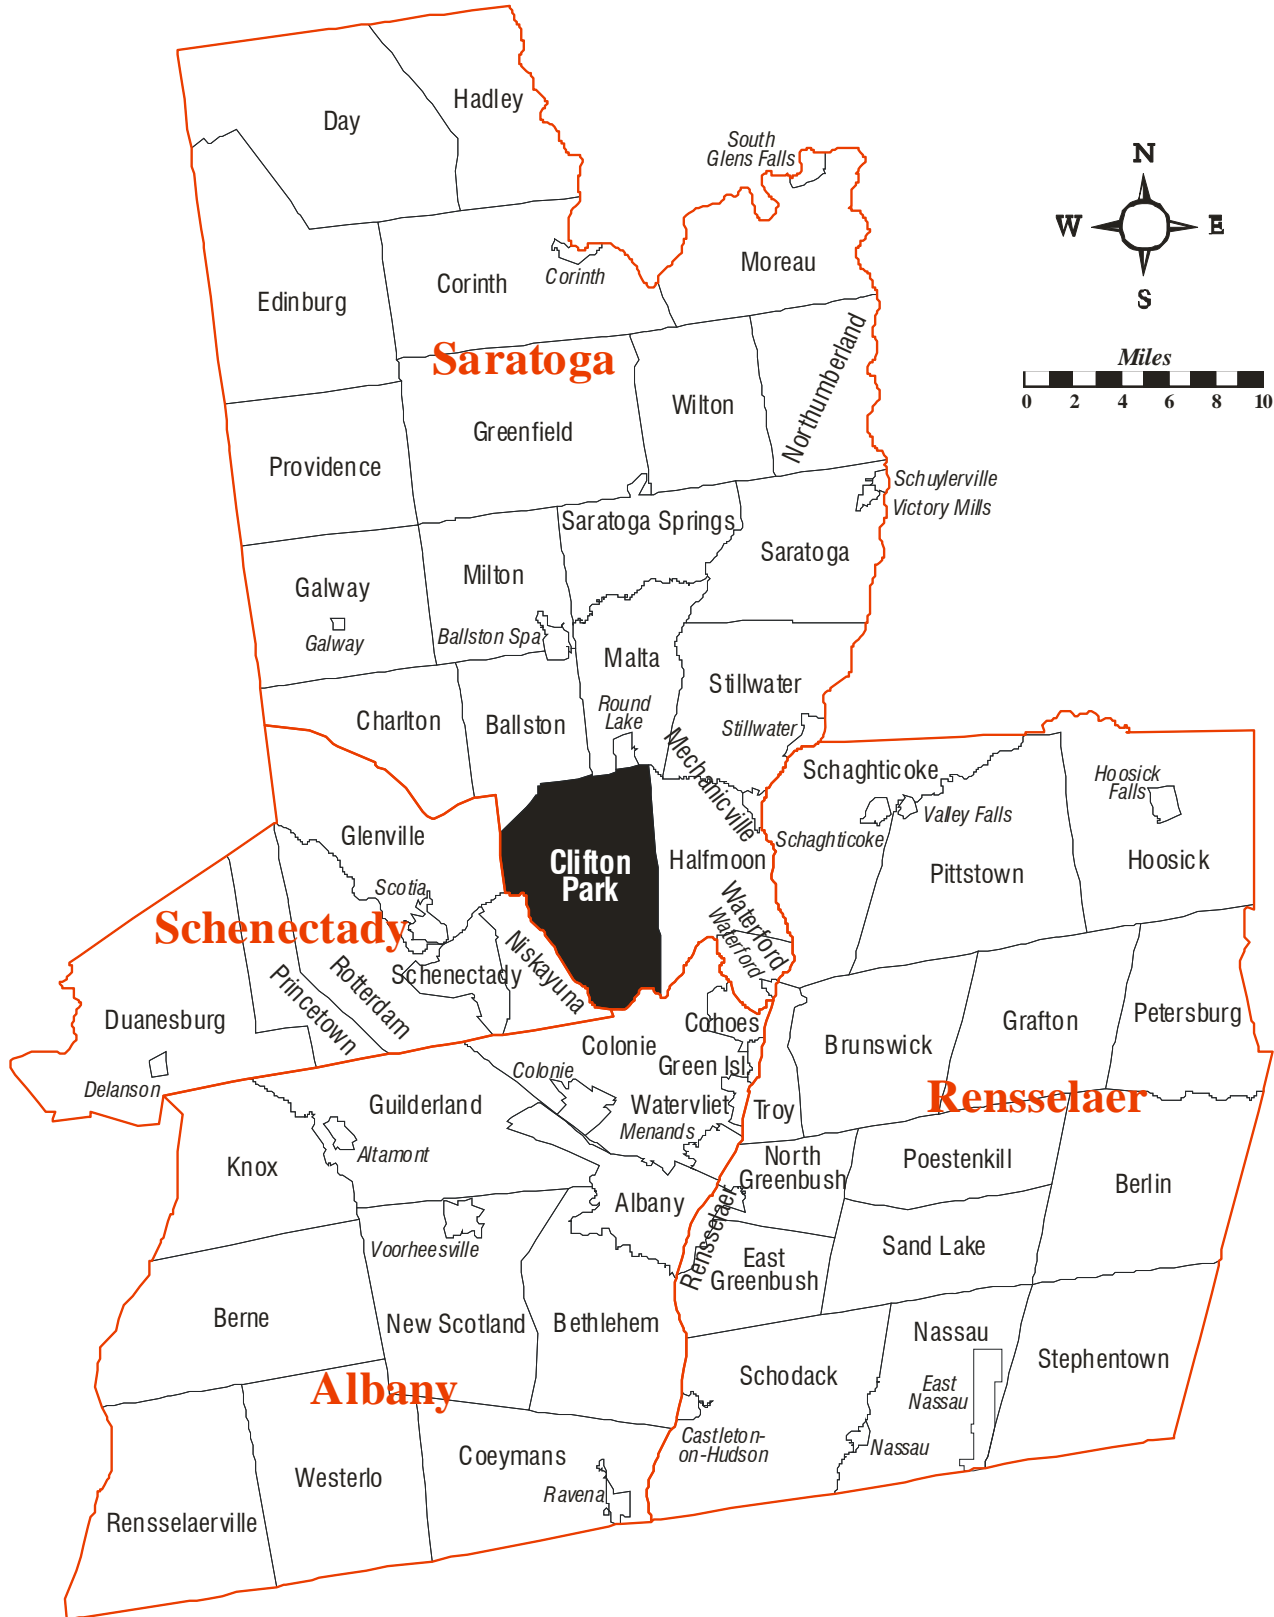 Hadley
Day
South
Glens Falls
N
W
E
S
Moreau
Corinth
Corinth
Edinburg
Saratoga
Miles
0 2 4 6 8 10
Northumberland
Wilton
Greenfield
Providence
Schuylerville
Victory Mills
Saratoga Springs
Saratoga
Milton
Galway
Galway
Ballston Spa
Malta
Stillwater
Round
Lake
Stillwater
Charlton
Ballston
Mechanicville
Schaghticoke
Hoosick
Falls
Valley Falls
Schaghticoke
Glenville
Clifton
Park
Halfmoon
Hoosick
Pittstown
Scotia
Waterford
Waterford
Schenectady
Niskayuna
Schenectady
Rotterdam
Princetown
Duanesburg
Delanson
Cohoes
Colonie
Green Isl.
Colonie
Grafton
Petersburg
Brunswick
Rensselaer
Guilderland
Watervliet
Menands
Troy
Altamont
Knox
North
Greenbush
Poestenkill
Berlin
Albany
Rensselaer
Voorheesville
Sand Lake
East
Greenbush
Berne
New Scotland
Bethlehem
Nassau
Stephentown
Schodack
Albany
East
Nassau
Castleton-
on-Hudson
Nassau
Coeymans
Westerlo
Ravena
Rensselaerville